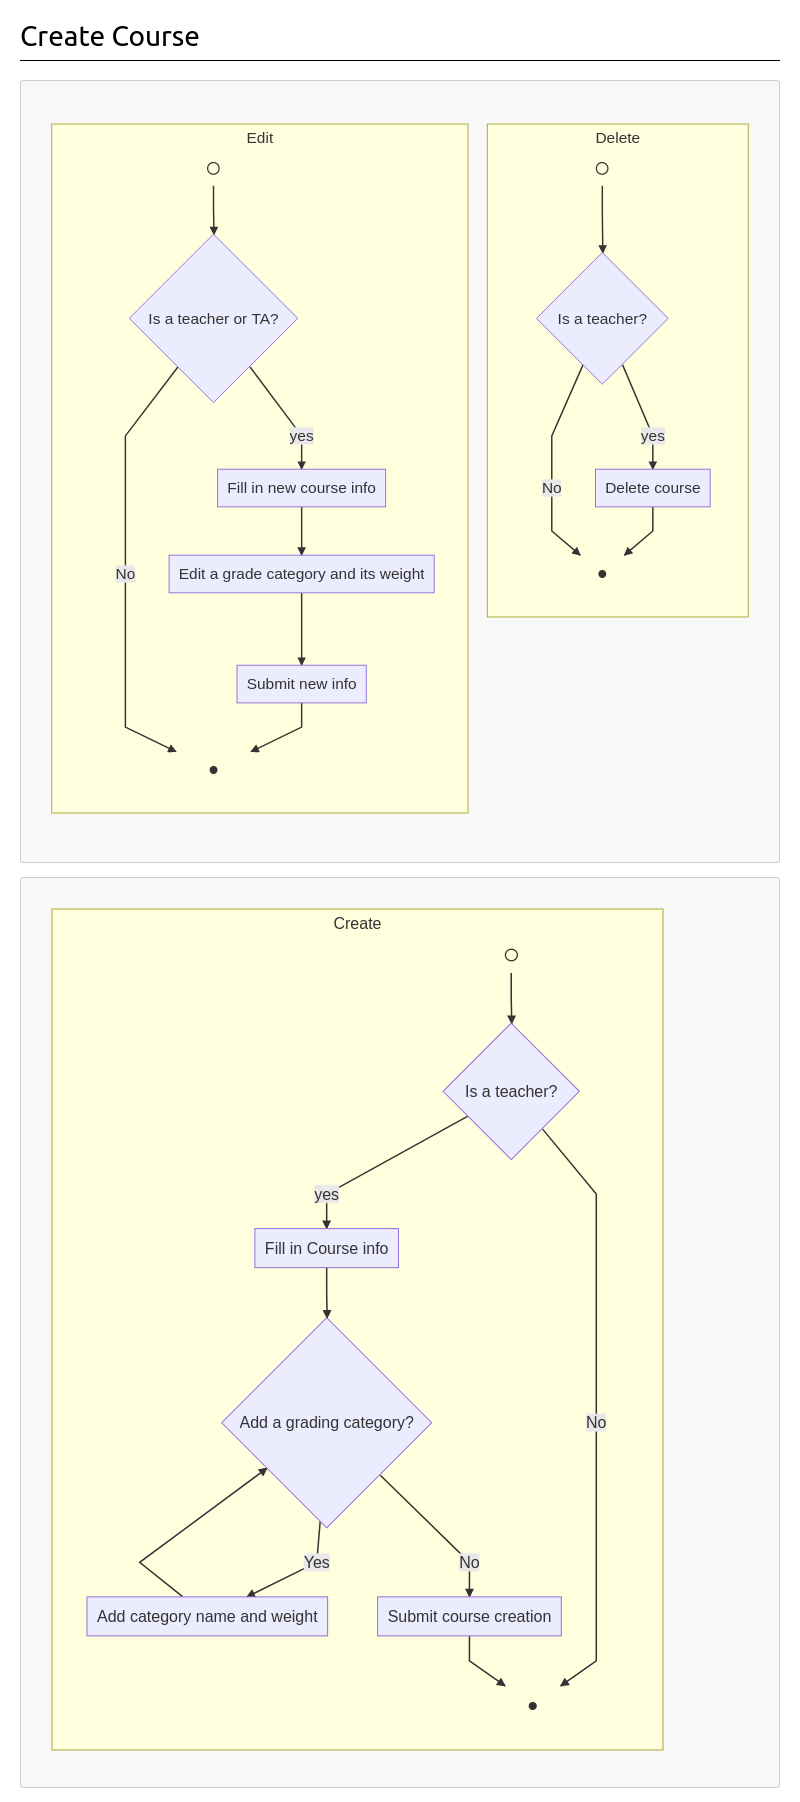 Create Course
Edit
Is a teacher or TA?
yes
Fill in new course info
No
Edit a grade category and its weight
Submit new info
Delete
Is a teacher?
yes
No
Delete course
Create
Is a teacher?
yes
Fill in Course info
Add a grading category?
No
Yes
No
Add category name and weight
Submit course creation